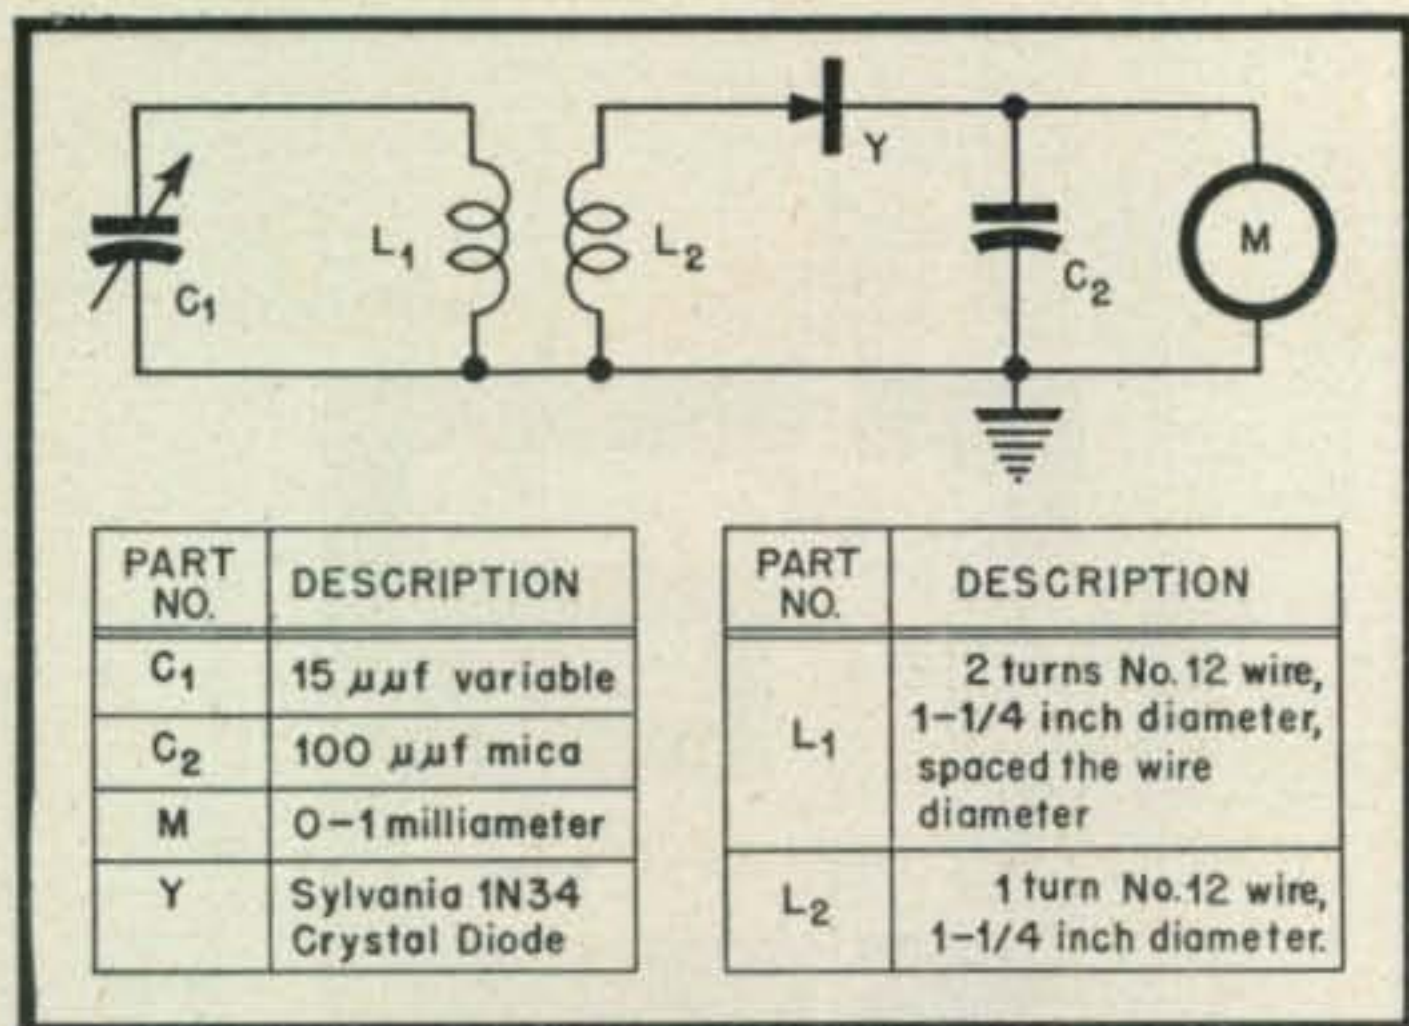 Y
L₁
L₂
M
C₁
C₂
PART NO.
DESCRIPTION
C₁
15 μμf variable
C₂
100 μμf mica
M
0-1 milliameter
Y
Sylvania 1N34
Crystal Diode
PART NO.
DESCRIPTION
L₁
2 turns No. 12 wire,
1-1/4 inch diameter,
spaced the wire
diameter
L₂
1 turn No. 12 wire,
1-1/4 inch diameter.